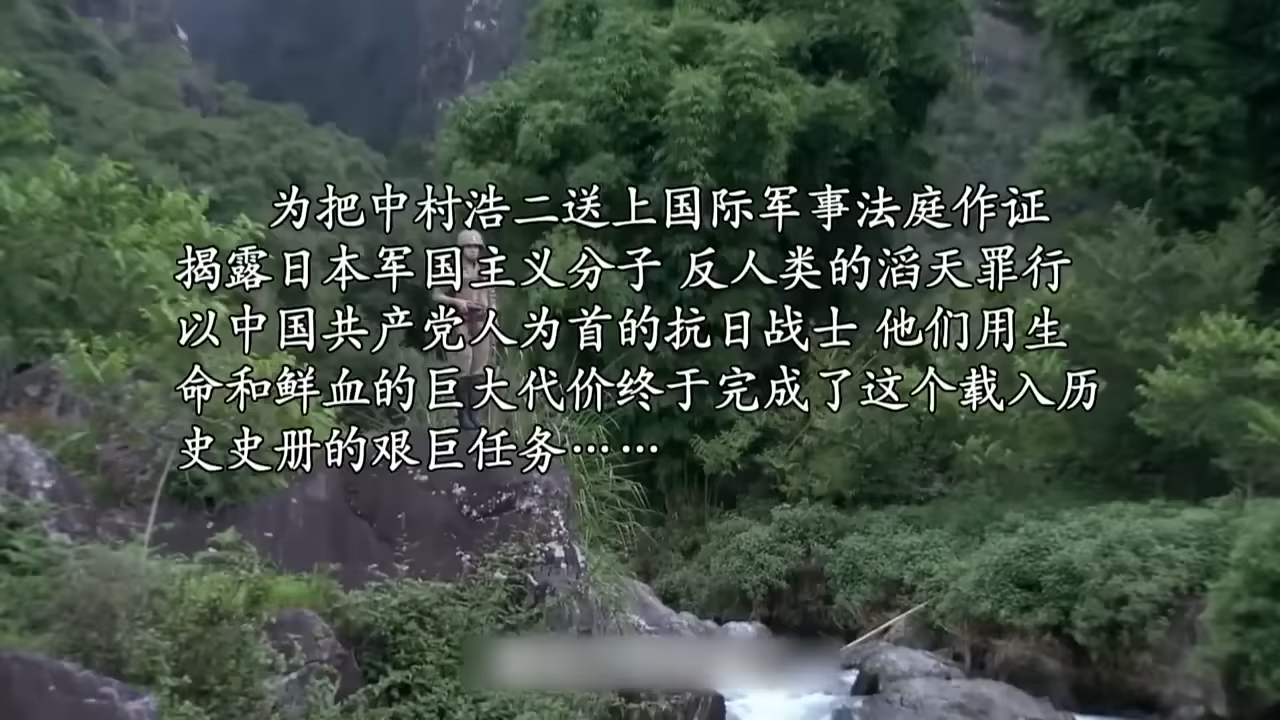 为把中村浩二送上国际军事法庭作证
揭露日本军国主义分子 反人类的滔天罪行
以中国共产党人为首的抗日战士 他们用生
命和鲜血的巨大代价终于完成了这个载入历
史史册的艰巨任务……